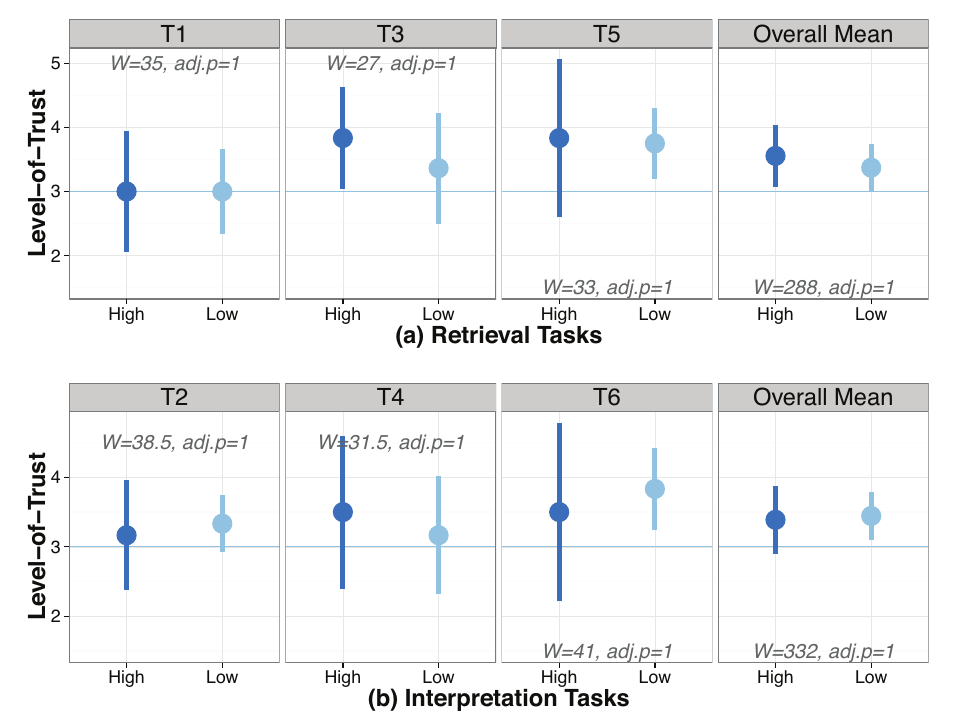 T1 T3 T5 Overall Mean
W=35, adj.p=1 W=27, adj.p=1
5
4
3
2
Level−of−Trust
W=33, adj.p=1 W=288, adj.p=1
High Low High Low High Low High Low
(a) Retrieval Tasks
T2 T4 T6 Overall Mean
W=38.5, adj.p=1 W=31.5, adj.p=1
4
3
2
Level−of−Trust
W=41, adj.p=1 W=332, adj.p=1
High Low High Low High Low High Low
(b) Interpretation Tasks